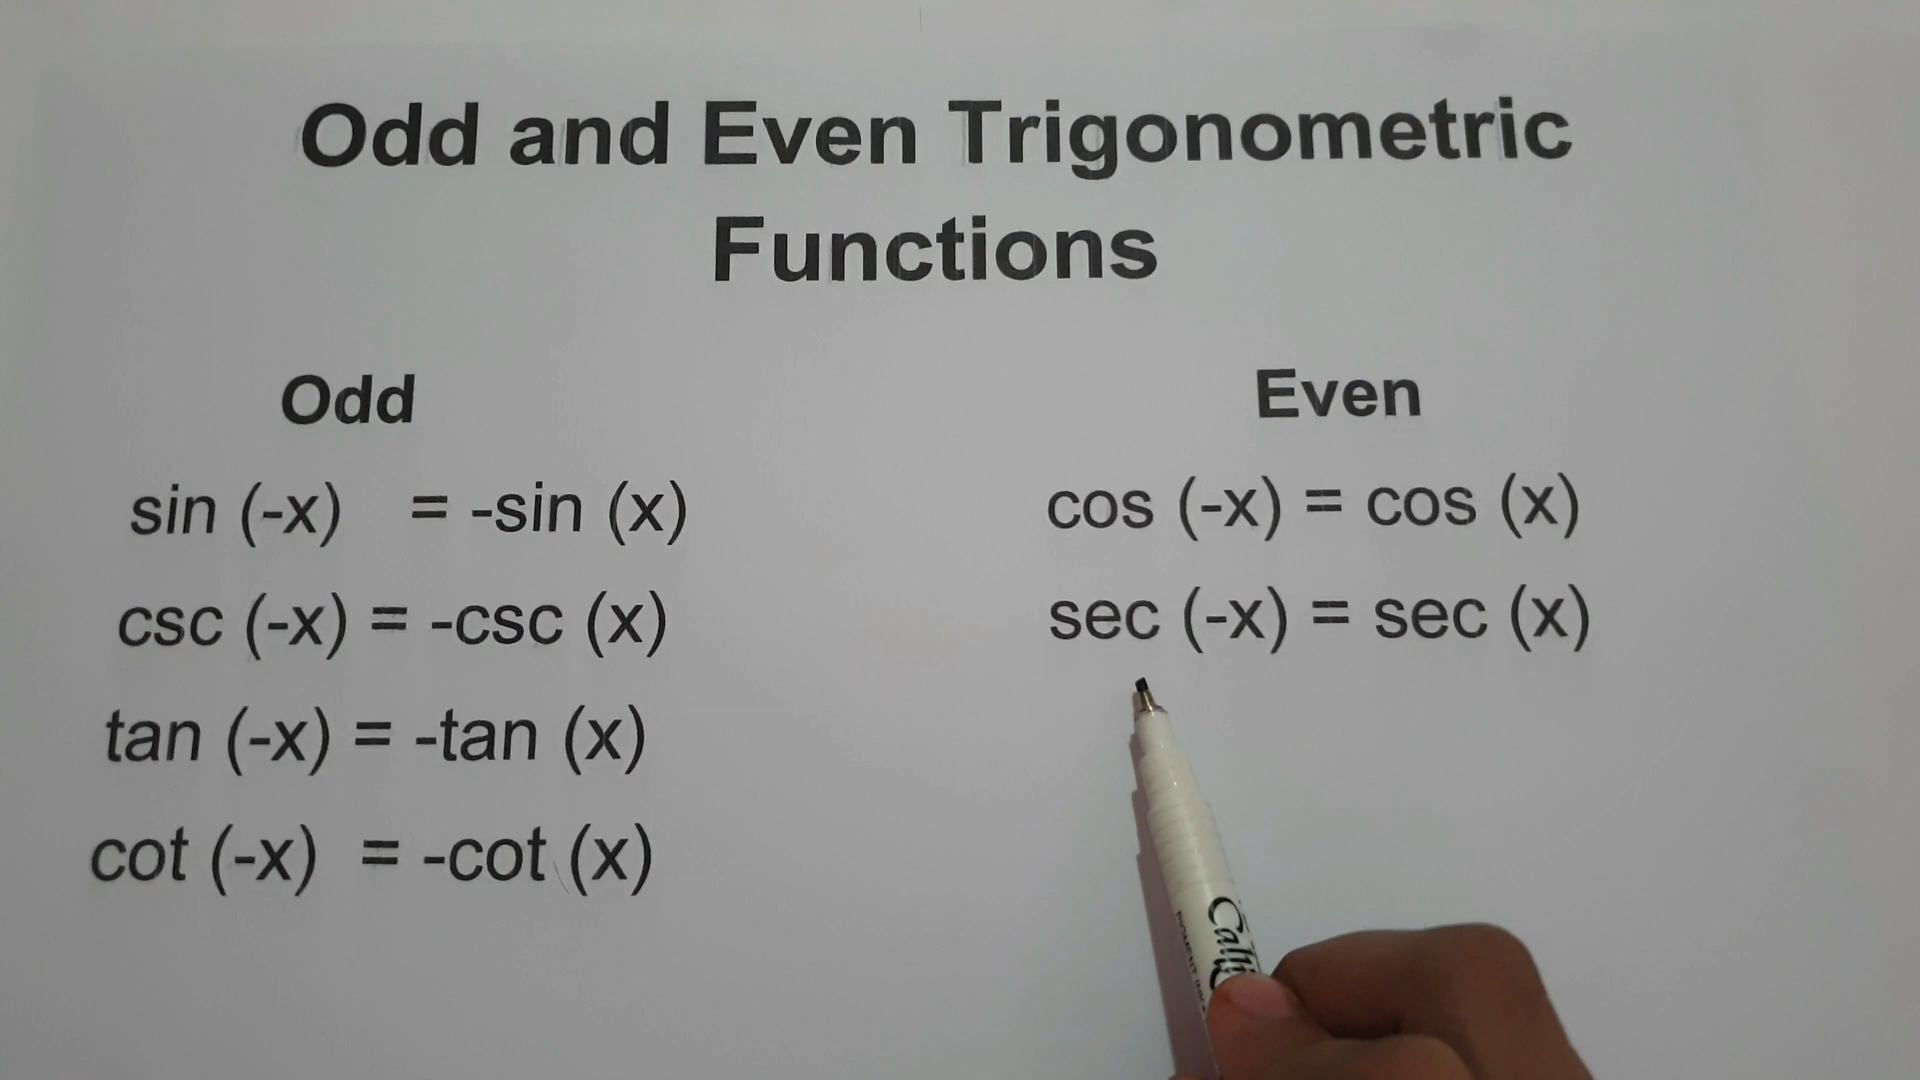 Odd and Even Trigonometric
Functions
Odd
sin (-x) = -sin (x)
csc (-x) = -csc (x)
tan (-x) = -tan (x)
cot (-x) = -cot (x)
Even
cos (-x) = cos (x)
sec (-x) = sec (x)